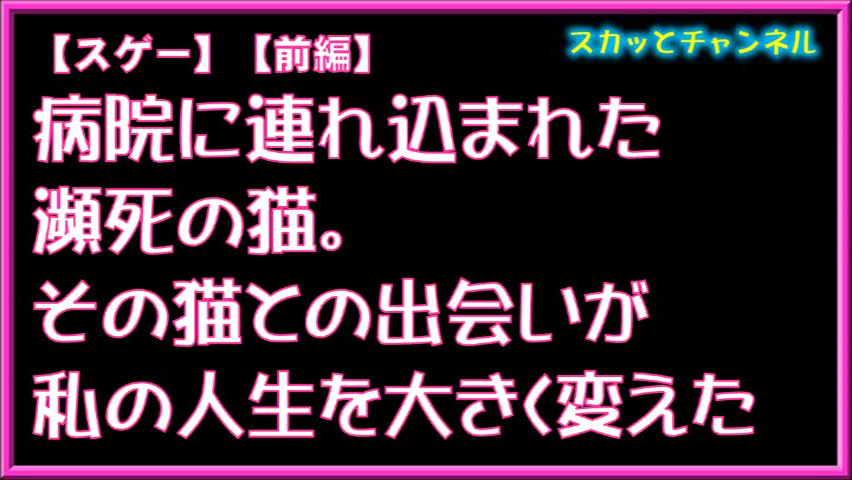 【スゲー】【前編】
スカッとチャンネル
病院に連れ込まれた
瀕死の猫。
その猫との出会いが
私の人生を大きく変えた